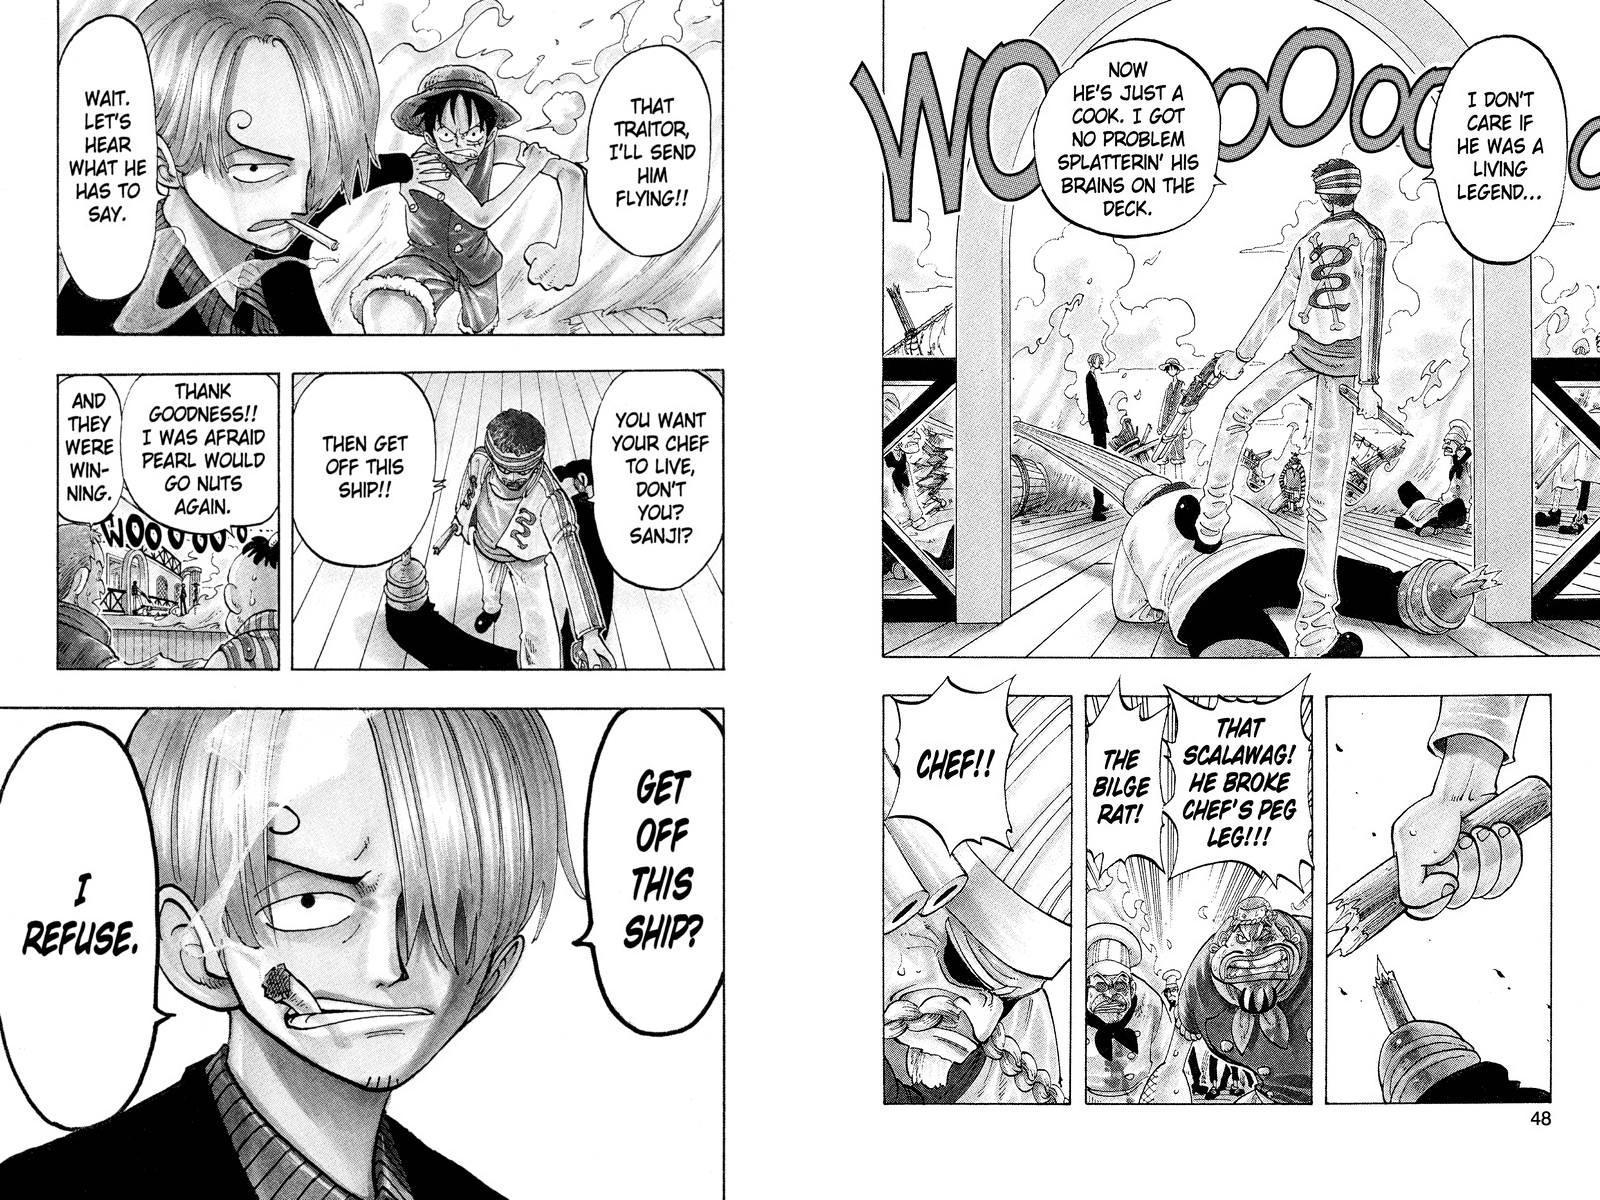 I DON'T
CARE IF
HE WAS A
LIVING
LEGEND...
NOW
HE'S JUST A
COOK. I GOT
NO PROBLEM
SPLATTERIN' HIS
BRAINS ON THE
DECK.
THAT
SCALAWAG!
HE BROKE
CHEF'S PEG
LEG!!!
THE
BILGE
RAT!
CHEF!!
48
THAT
TRAITOR,
I'LL SEND
HIM
FLYING!!
WAIT.
LET'S
HEAR
WHAT HE
HAS TO
SAY.
YOU WANT
YOUR CHEF
TO LIVE,
DON'T
YOU?
SANJI?
THEN GET
OFF THIS
SHIP!!
THANK
GOODNESS!!
I WAS AFRAID
PEARL WOULD
GO NUTS
AGAIN.
AND
THEY
WERE
WIN-
NING.
GET
OFF
THIS
SHIP?
I
REFUSE.